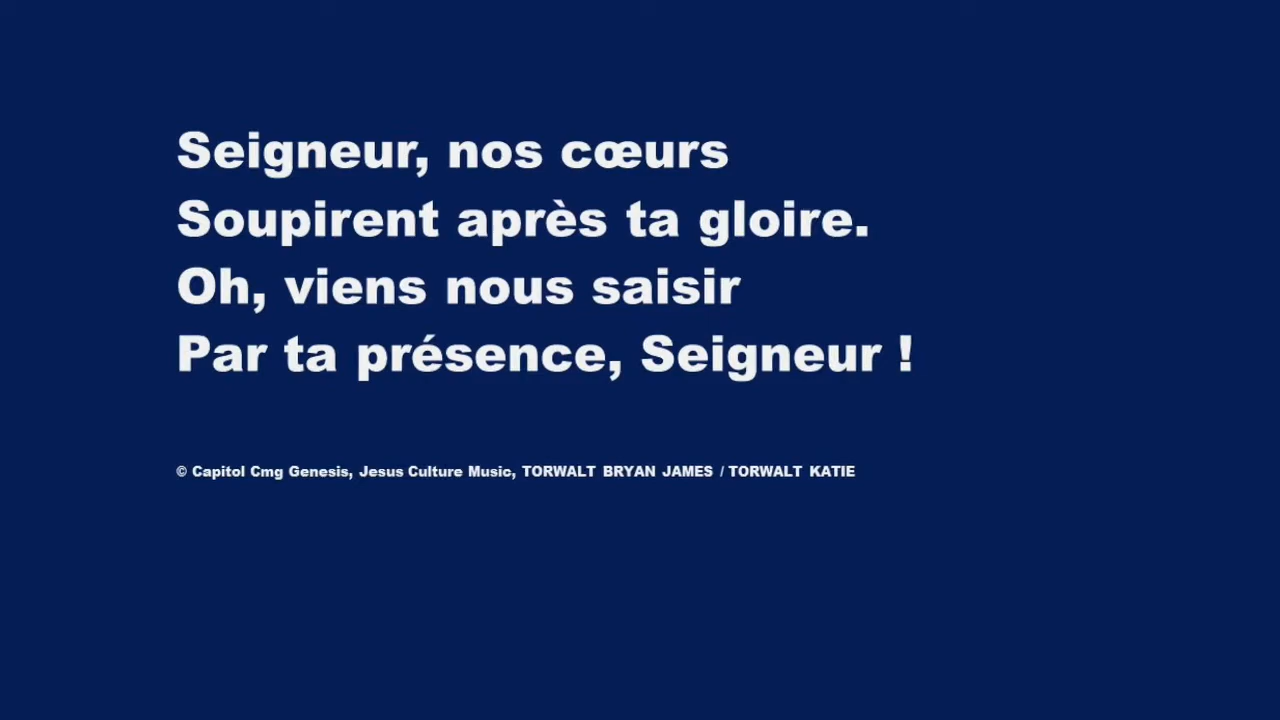 Seigneur, nos cœurs
Soupirent après ta gloire.
Oh, viens nous saisir
Par ta présence, Seigneur !
© Capitol Cmg Genesis, Jesus Culture Music, TORWALT BRYAN JAMES / TORWALT KATIE